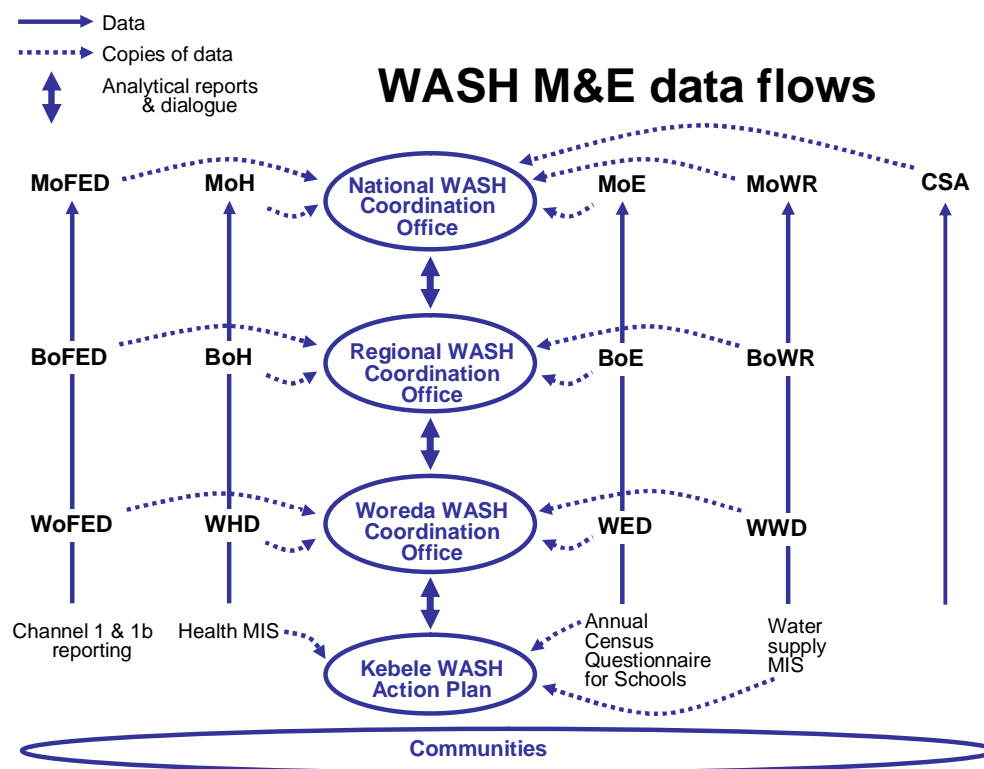 Data
Copies of data
Analytical reports
& dialogue
WASH M&E data flows
MoFED
MoH
National WASH
Coordination
Office
MoE
MoWR
CSA
BoFED
BoH
Regional WASH
Coordination
Office
BoE
BoWR
WoFED
WHD
Woreda WASH
Coordination
Office
WED
WWD
Channel 1 & 1b
reporting
Health MIS
Kebele WASH
Action Plan
Annual
Census
Questionnaire
for Schools
Water
supply
MIS
Communities